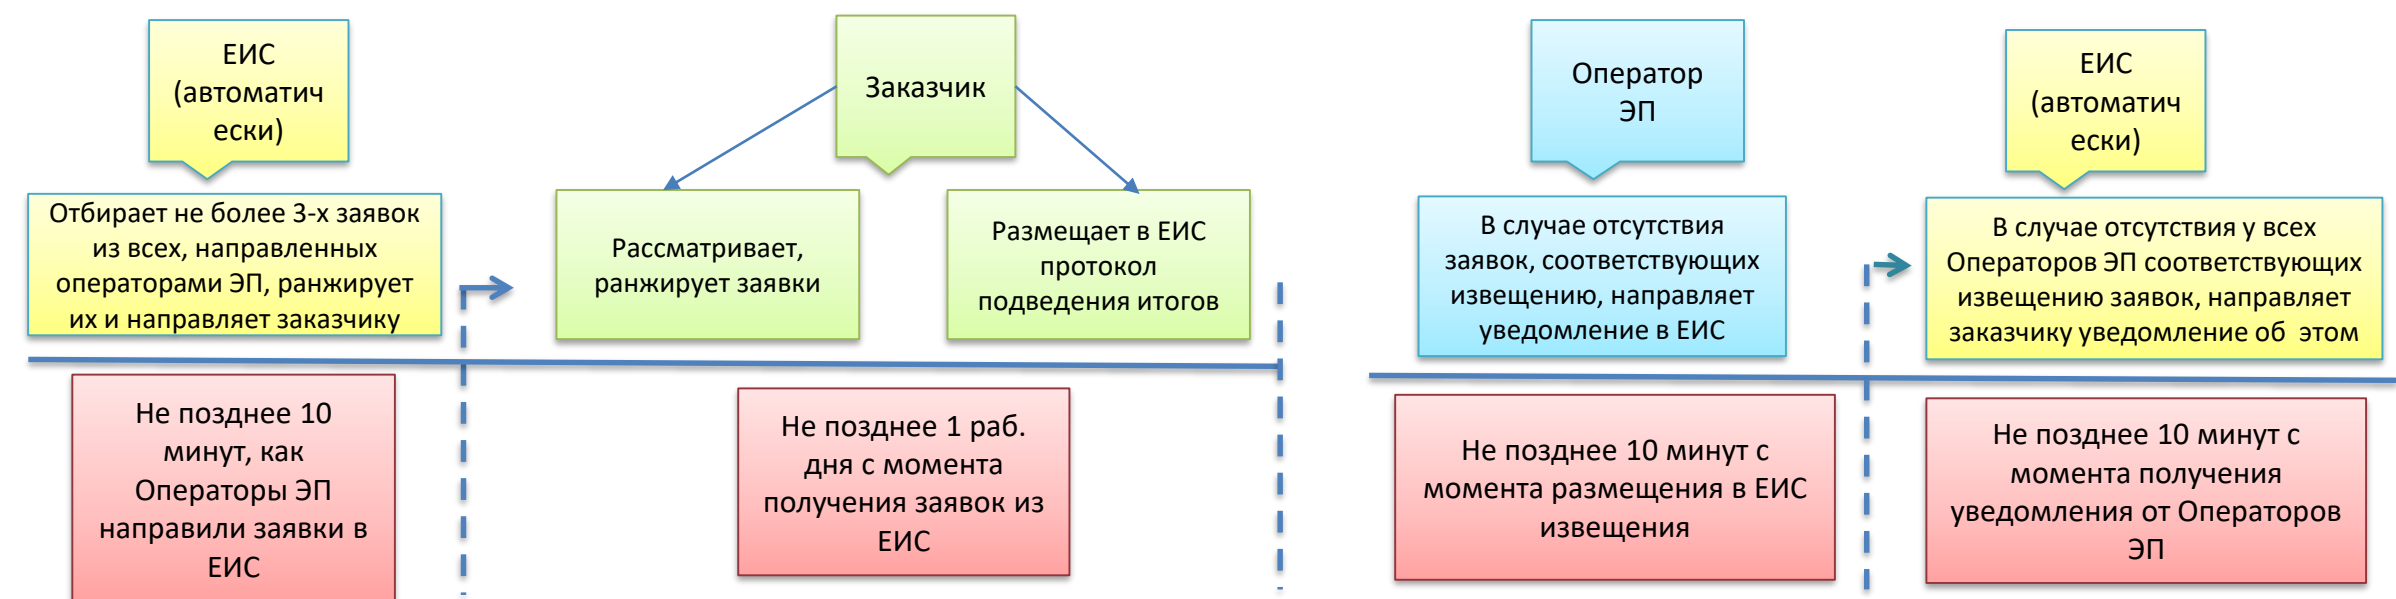 ЕИС
(автоматич
ески)
Отбирает не более 3-х заявок
из всех, направленных
операторами ЭП, ранжирует
их и направляет заказчику
Не позднее 10
минут, как
Операторы ЭП
направили заявки в
ЕИС
Заказчик
Рассматривает,
ранжирует заявки
Размещает в ЕИС
протокол
подведения итогов
Не позднее 1 раб.
дня с момента
получения заявок из
ЕИС
Оператор
ЭП
В случае отсутствия
заявок, соответствующих
извещению, направляет
уведомление в ЕИС
Не позднее 10 минут с
момента размещения в ЕИС
извещения
ЕИС
(автоматич
ески)
В случае отсутствия у всех
Операторов ЭП соответствующих
извещению заявок, направляет
заказчику уведомление об  этом
Не позднее 10 минут с
момента получения
уведомления от Операторов
ЭП